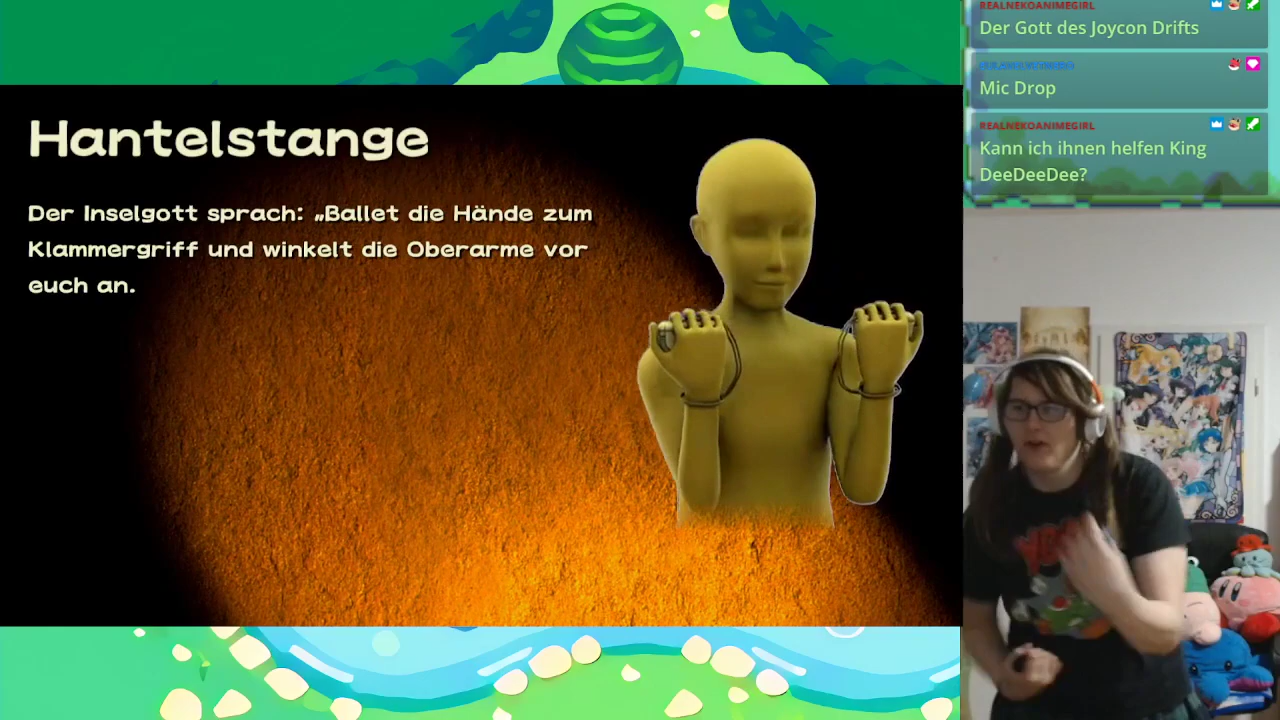 Hantelstange
Der Inselgott sprach: „Ballet die Hände zum
Klammergriff und winkelt die Oberarme vor
euch an.
REALNEKOANIMEGIRL
Der Gott des Joycon Drifts
Mic Drop
REALNEKOANIMEGIRL
Kann ich ihnen helfen King
DeeDeeDee?